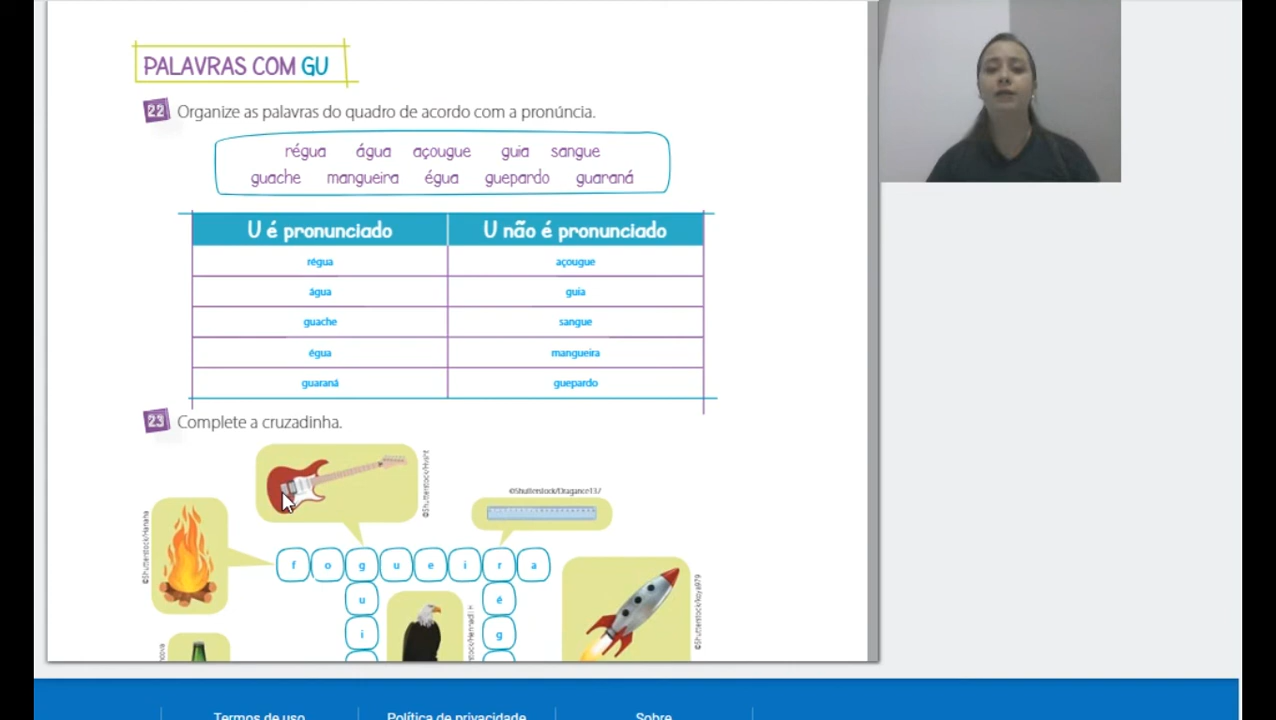 PALAVRAS COM GU
22 Organize as palavras do quadro de acordo com a pronúncia.
régua água açougue guia sangue
guache mangueira égua guepardo guaraná
U é pronunciado U não é pronunciado
régua açougue
água guia
guache sangue
égua mangueira
guaraná guepardo
23 Complete a cruzadinha.
©Shutterstock/Dragance137
f o g u e i r a
u é
i g
Termos de uso Política de privacidade Sobre